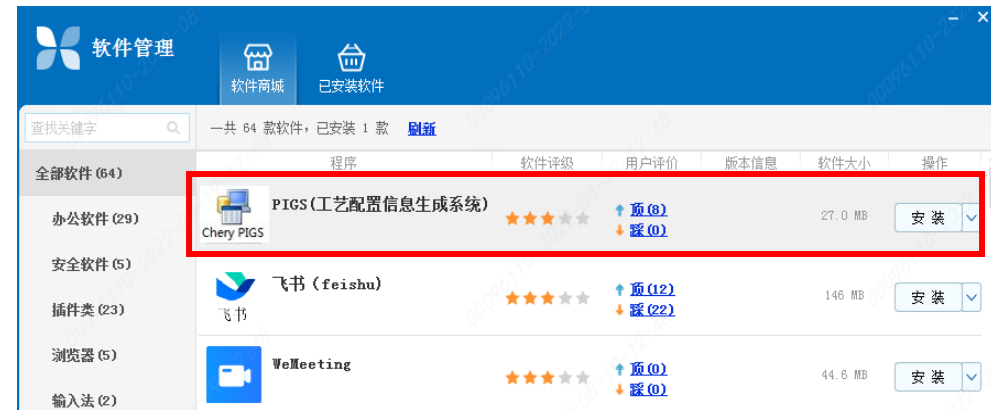 软件管理
软件商城
已安装软件
查找关键字
一共 64 款软件，已安装 1 款 刷新
程序 软件评级 用户评价 版本信息 软件大小 操作
全部软件(64)
办公软件(29)
安全软件(5)
插件类(23)
浏览器(5)
输入法(2)
Chery PIGS
PIGS(工艺配置信息生成系统)
顶(8)
踩(0)
27.0 MB
安装
飞书
飞书（feishu）
顶(12)
踩(22)
146 MB
安装
WeMeeting
顶(0)
踩(0)
44.6 MB
安装